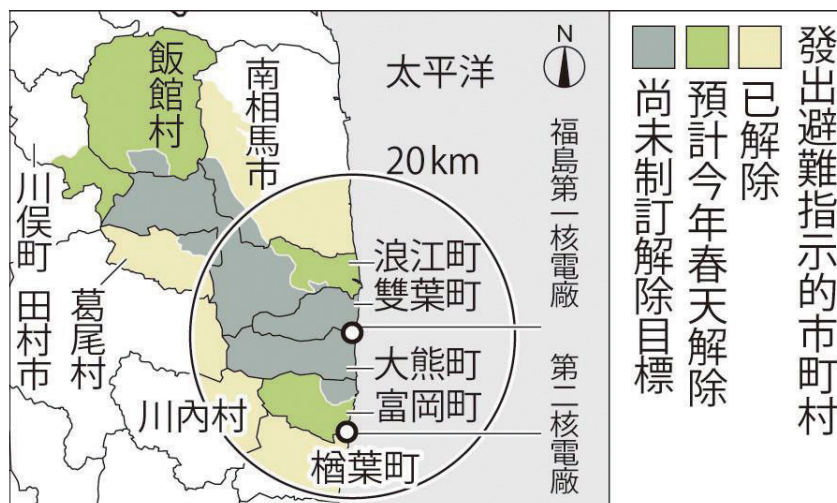 發出避難指示的市町村
已解除
預計今年春天解除
尚未制訂解除目標
N
太平洋
20km
福島第一核電廠
第二核電廠
飯館村
南相馬市
浪江町
雙葉町
大熊町
富岡町
楢葉町
川內村
葛尾村
田村市
川俣町